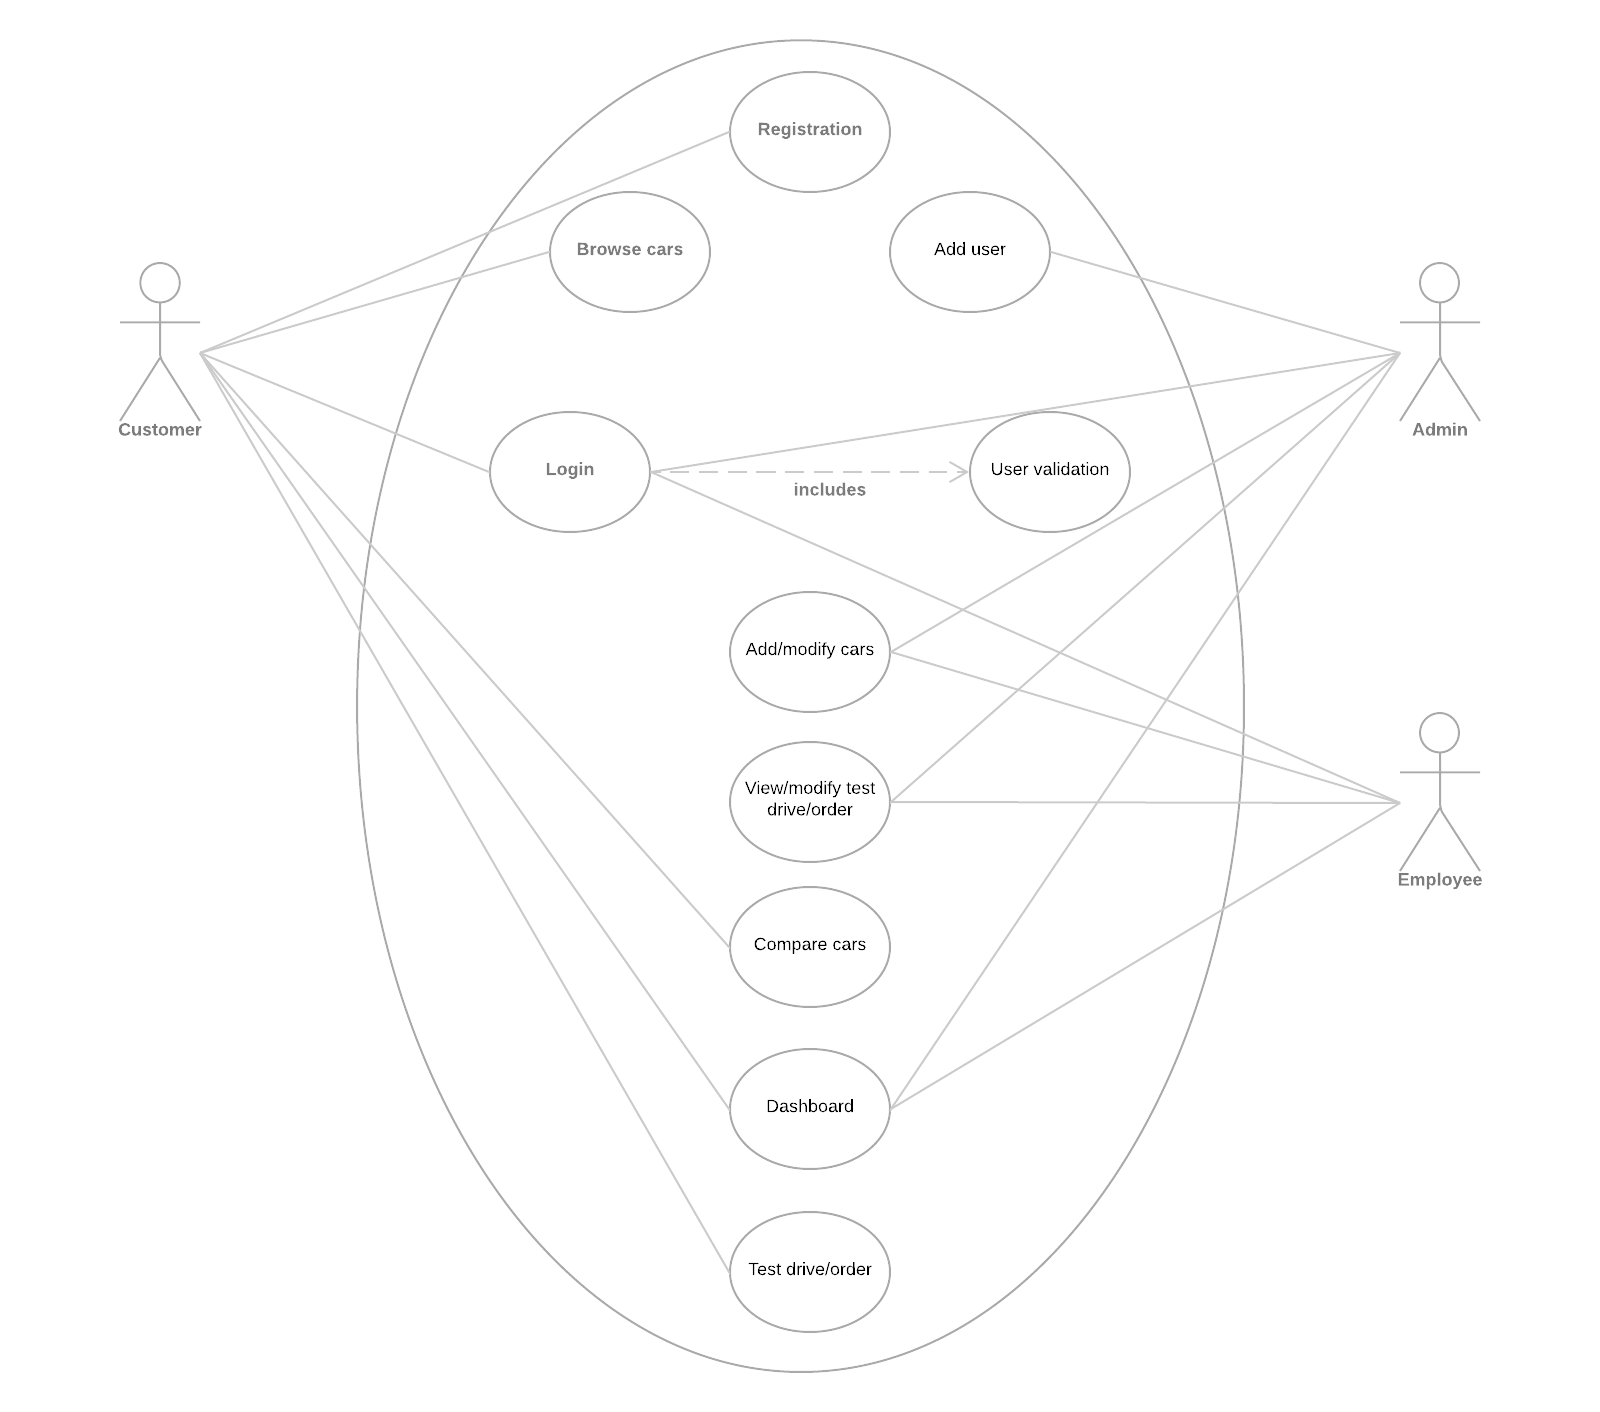 Registration
Browse cars
Add user
Customer
Admin
Login
User validation
includes
Add/modify cars
View/modify test
drive/order
Employee
Compare cars
Dashboard
Test drive/order